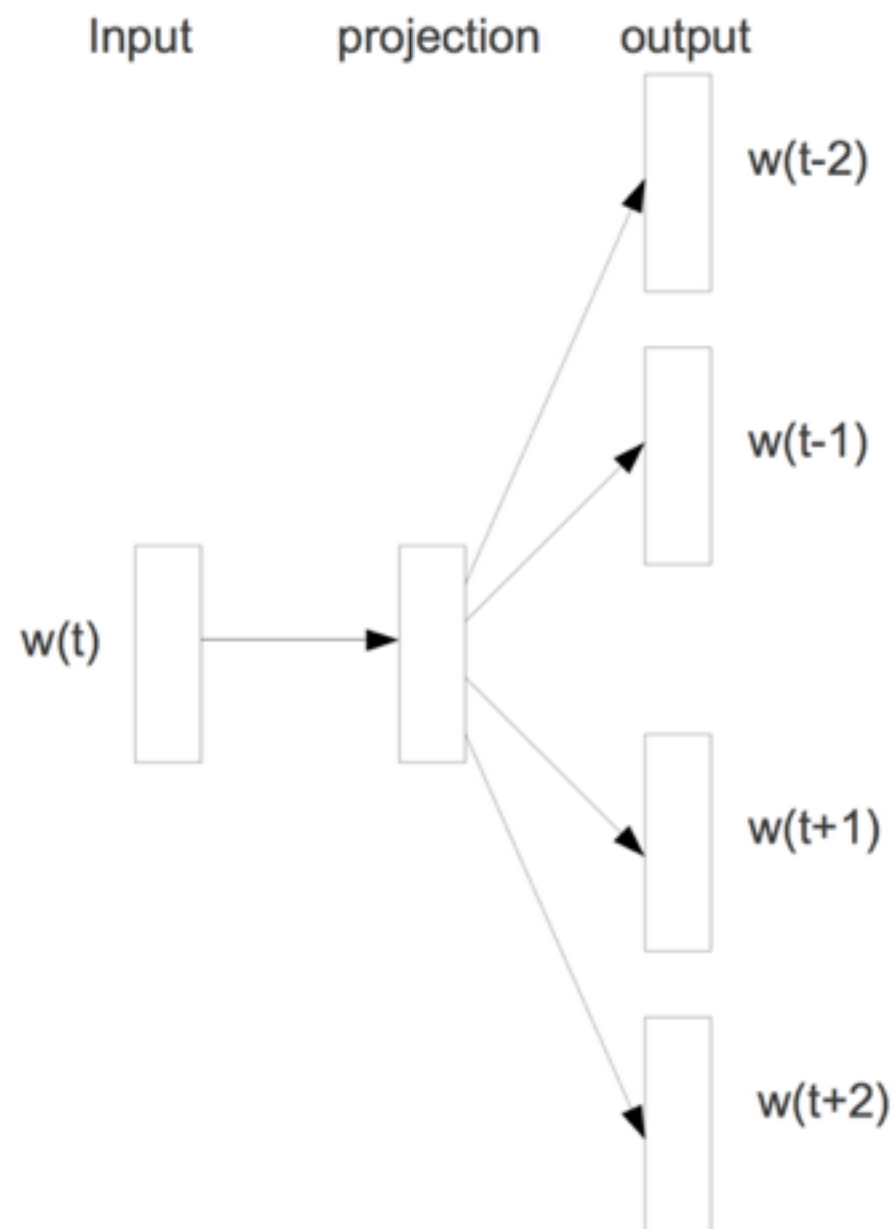 Input projection output
w(t-2)
w(t-1)
w(t)
w(t+1)
w(t+2)